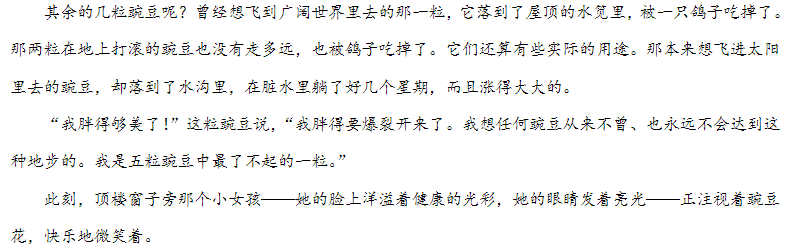 其余的几粒豌豆呢？曾经想飞到广阔世界里去的那一粒，它落到了屋顶的水笕里，被一只鸽子吃掉了。
那两粒在地上打滚的豌豆也没有走多远，也被鸽子吃掉了。它们还算有些实际的用途。那本来想飞进太阳
里去的豌豆，却落到了水沟里，在脏水里躺了好几个星期，而且涨得大大的。
“我胖得够美了！”这粒豌豆说，“我胖得要爆裂开来了。我想任何豌豆从来不曾、也永远不会达到这
种地步的。我是五粒豌豆中最了不起的一粒。”
此刻，顶楼窗子旁那个小女孩——她的脸上洋溢着健康的光彩，她的眼睛发着亮光——正注视着豌豆
花，快乐地微笑着。